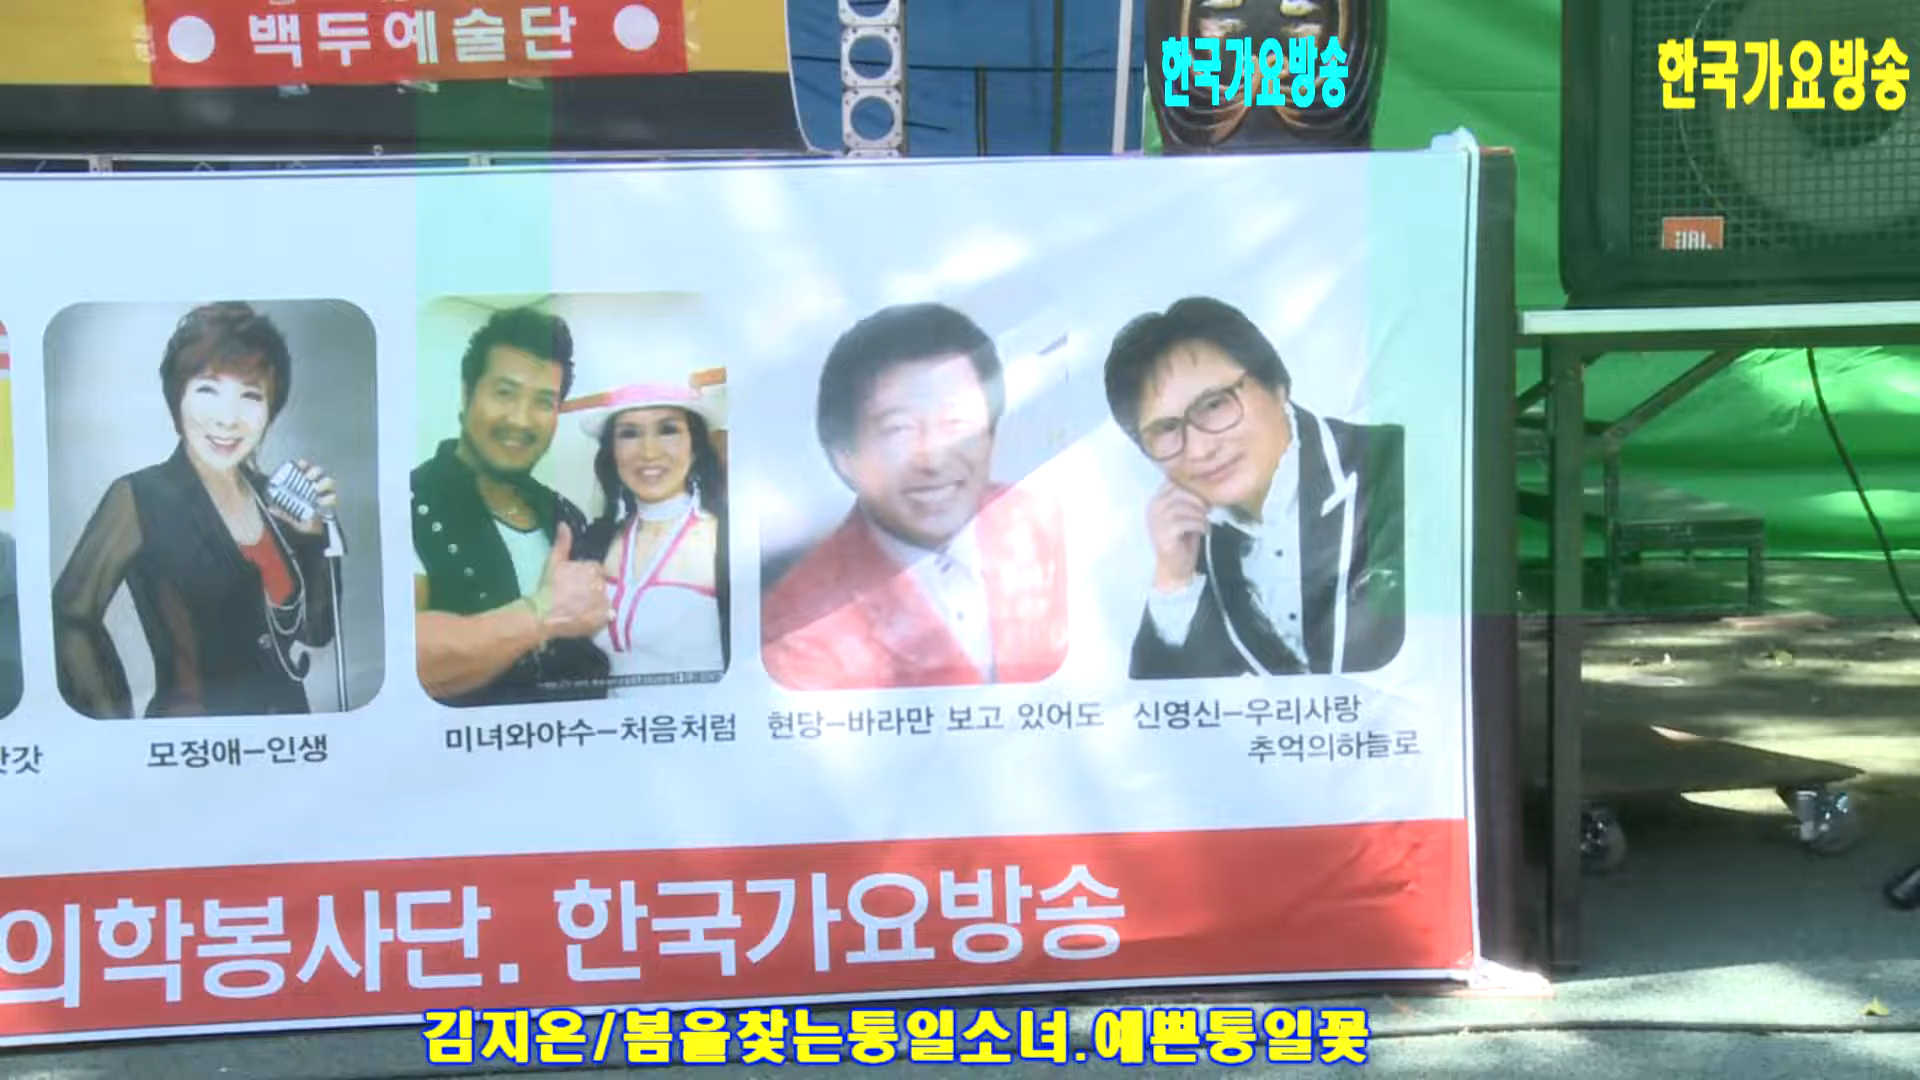 백두예술단
한국가요방송
한국가요방송
JBL
갓
모정애-인생
미녀와야수-처음처럼
현당-바라만 보고 있어도
신영신-우리사랑
추억의하늘로
의학봉사단. 한국가요방송
김지은/봄을찾는통일소녀.예쁜통일꽃